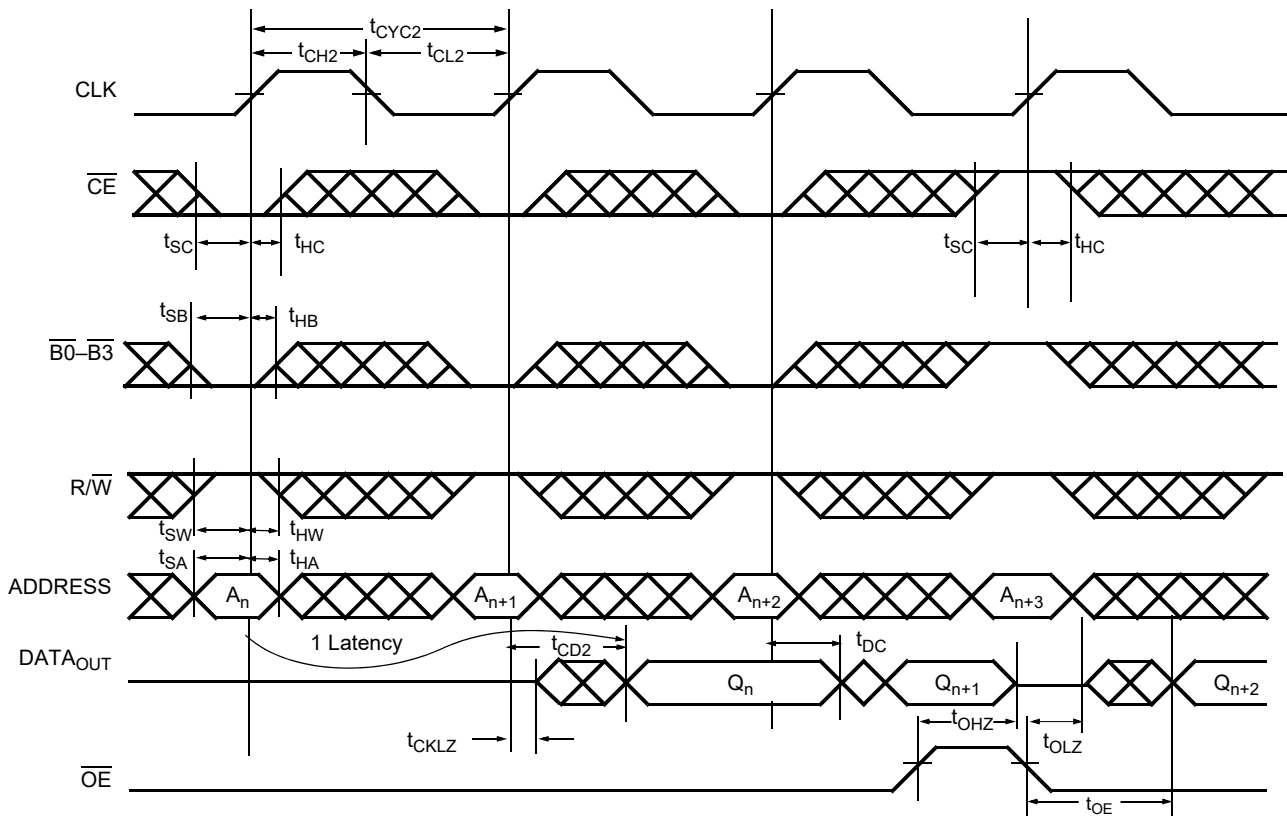 tCYC2
tCH2 tCL2
CLK
CE
tSC tHC tSC tHC
tSB tHB
B0–B3
R/W
tSW tHW
tSA tHA
ADDRESS An An+1 An+2 An+3
1 Latency tCD2 tDC
DATAOUT Qn Qn+1 Qn+2
tOHZ
tCKLZ tOLZ
OE
tOE